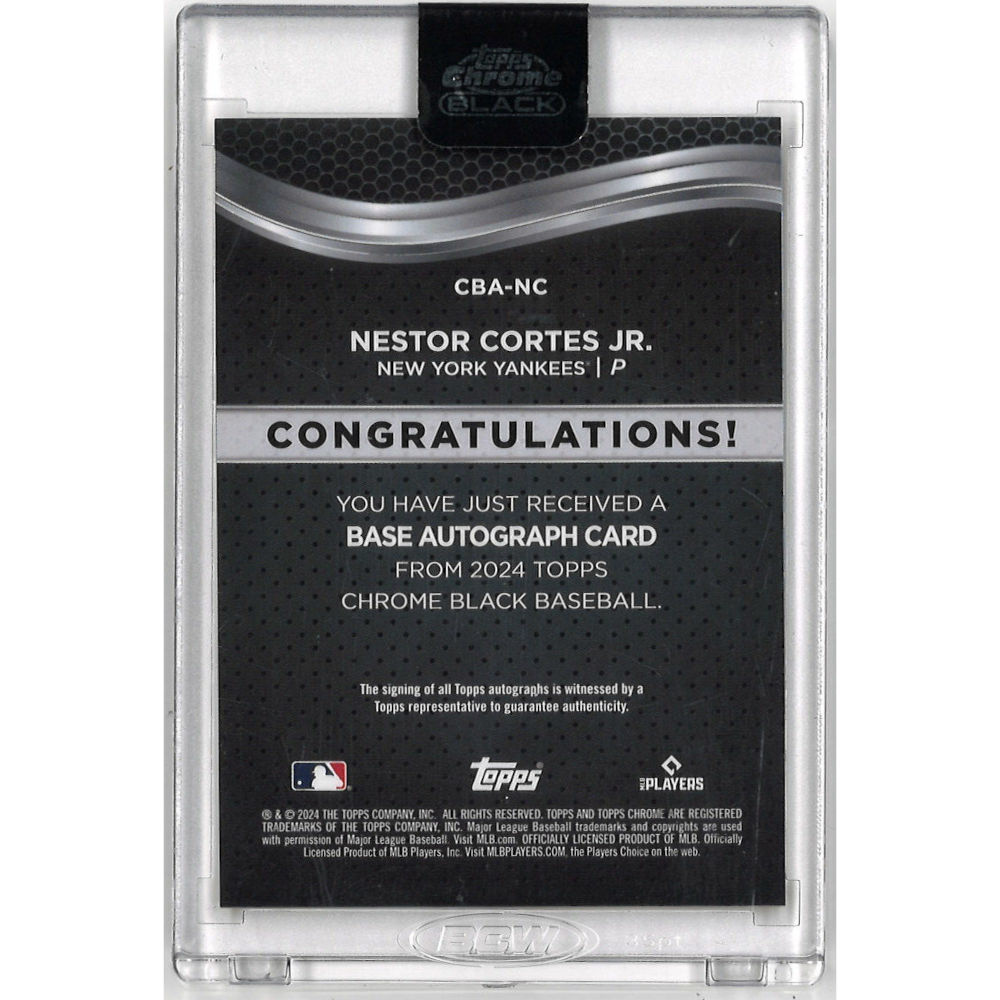 Topps
Chrome
BLACK
CBA-NC
NESTOR CORTES JR.
NEW YORK YANKEES® | P
CONGRATULATIONS!
YOU HAVE JUST RECEIVED A
BASE AUTOGRAPH CARD
FROM 2024 TOPPS
CHROME BLACK BASEBALL.
The signing of all Topps autographs is witnessed by a
Topps representative to guarantee authenticity.
Topps®
MLB PLAYERS
® & © 2024 THE TOPPS COMPANY, INC. ALL RIGHTS RESERVED. TOPPS AND TOPPS CHROME ARE REGISTERED
TRADEMARKS OF THE TOPPS COMPANY, INC. Major League Baseball trademarks and copyrights are used
with permission of Major League Baseball. Visit MLB.com. OFFICIALLY LICENSED PRODUCT OF MLB. Officially
Licensed Product of MLB Players, Inc. Visit MLBPLAYERS.COM, the Players Choice on the web.
BCW 35pt